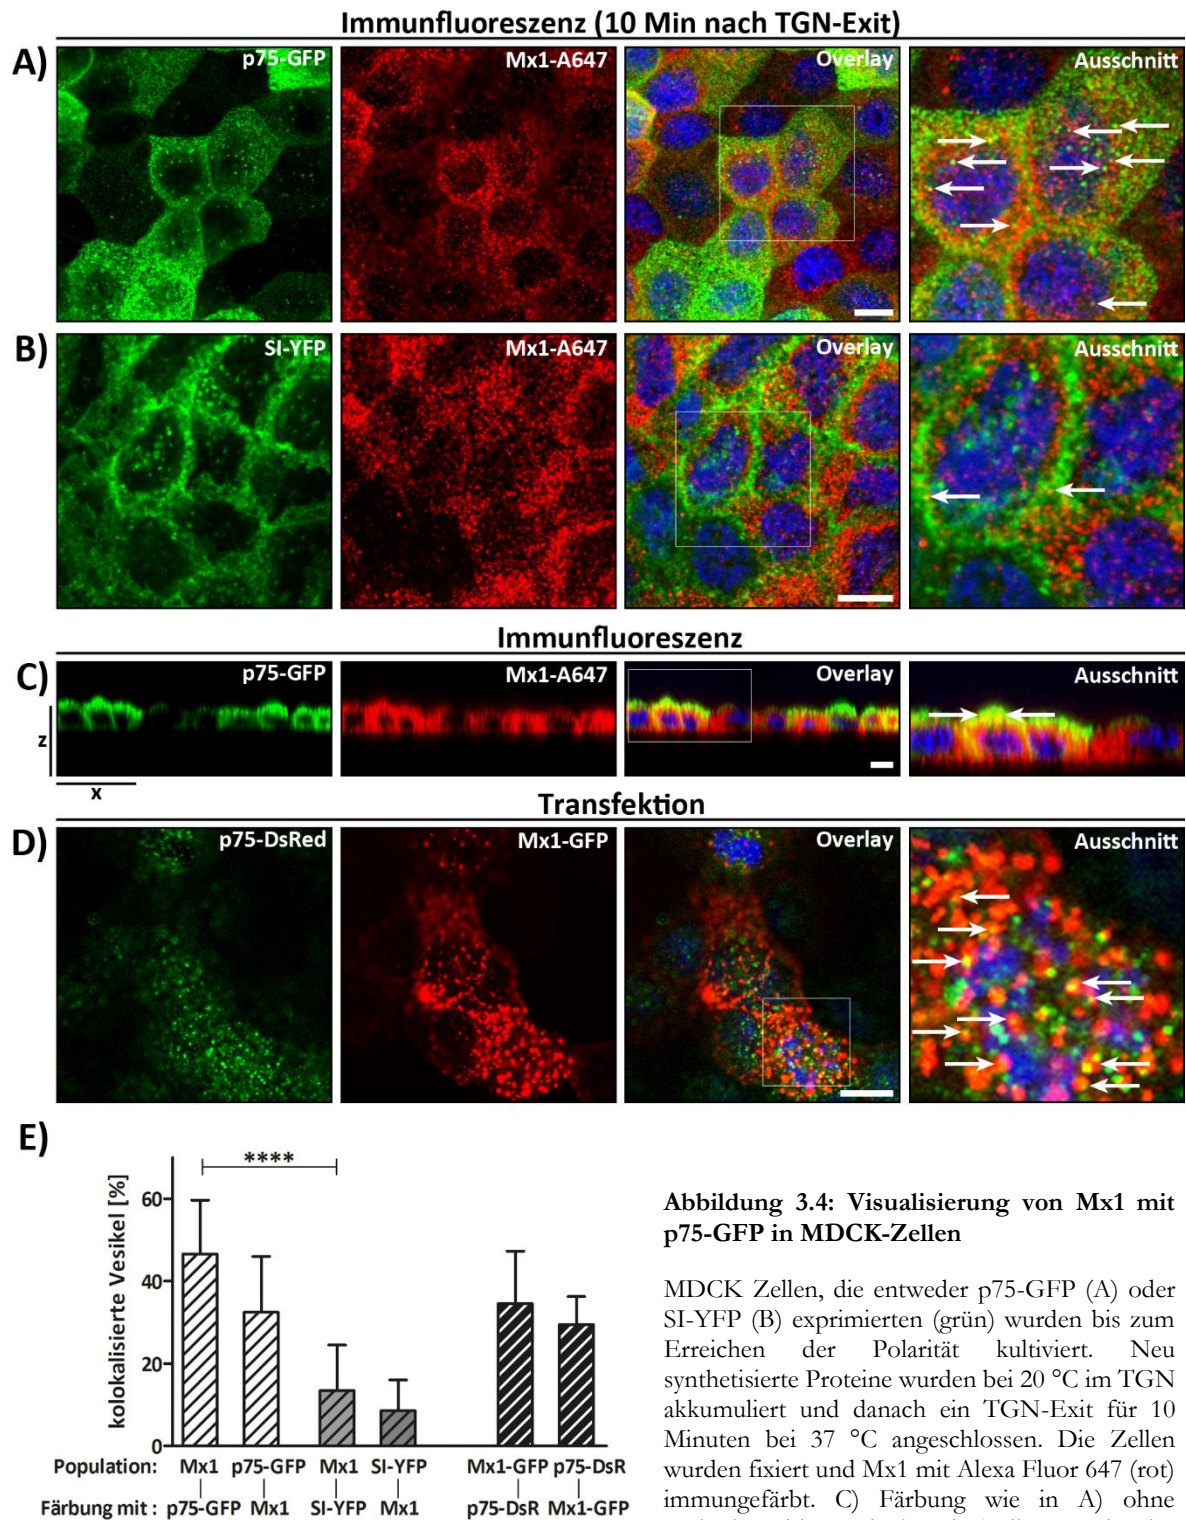 Immunfluoreszenz (10 Min nach TGN-Exit)
A)
p75-GFP
Mx1-A647
Overlay
Ausschnitt
B)
SI-YFP
Mx1-A647
Overlay
Ausschnitt
Immunfluoreszenz
C)
p75-GFP
Mx1-A647
Overlay
Ausschnitt
z
x
Transfektion
D)
p75-DsRed
Mx1-GFP
Overlay
Ausschnitt
E)
kolokalisierte Vesikel [%]
60
40
20
0
****
Population: Mx1 p75-GFP Mx1 SI-YFP Mx1-GFP p75-DsR
Färbung mit : p75-GFP Mx1 SI-YFP Mx1 p75-DsR Mx1-GFP
Abbildung 3.4: Visualisierung von Mx1 mit
p75-GFP in MDCK-Zellen
MDCK Zellen, die entweder p75-GFP (A) oder
SI-YFP (B) exprimierten (grün) wurden bis zum
Erreichen der Polarität kultiviert. Neu
synthetisierte Proteine wurden bei 20 °C im TGN
akkumuliert und danach ein TGN-Exit für 10
Minuten bei 37 °C angeschlossen. Die Zellen
wurden fixiert und Mx1 mit Alexa Fluor 647 (rot)
immungefärbt. C) Färbung wie in A) ohne